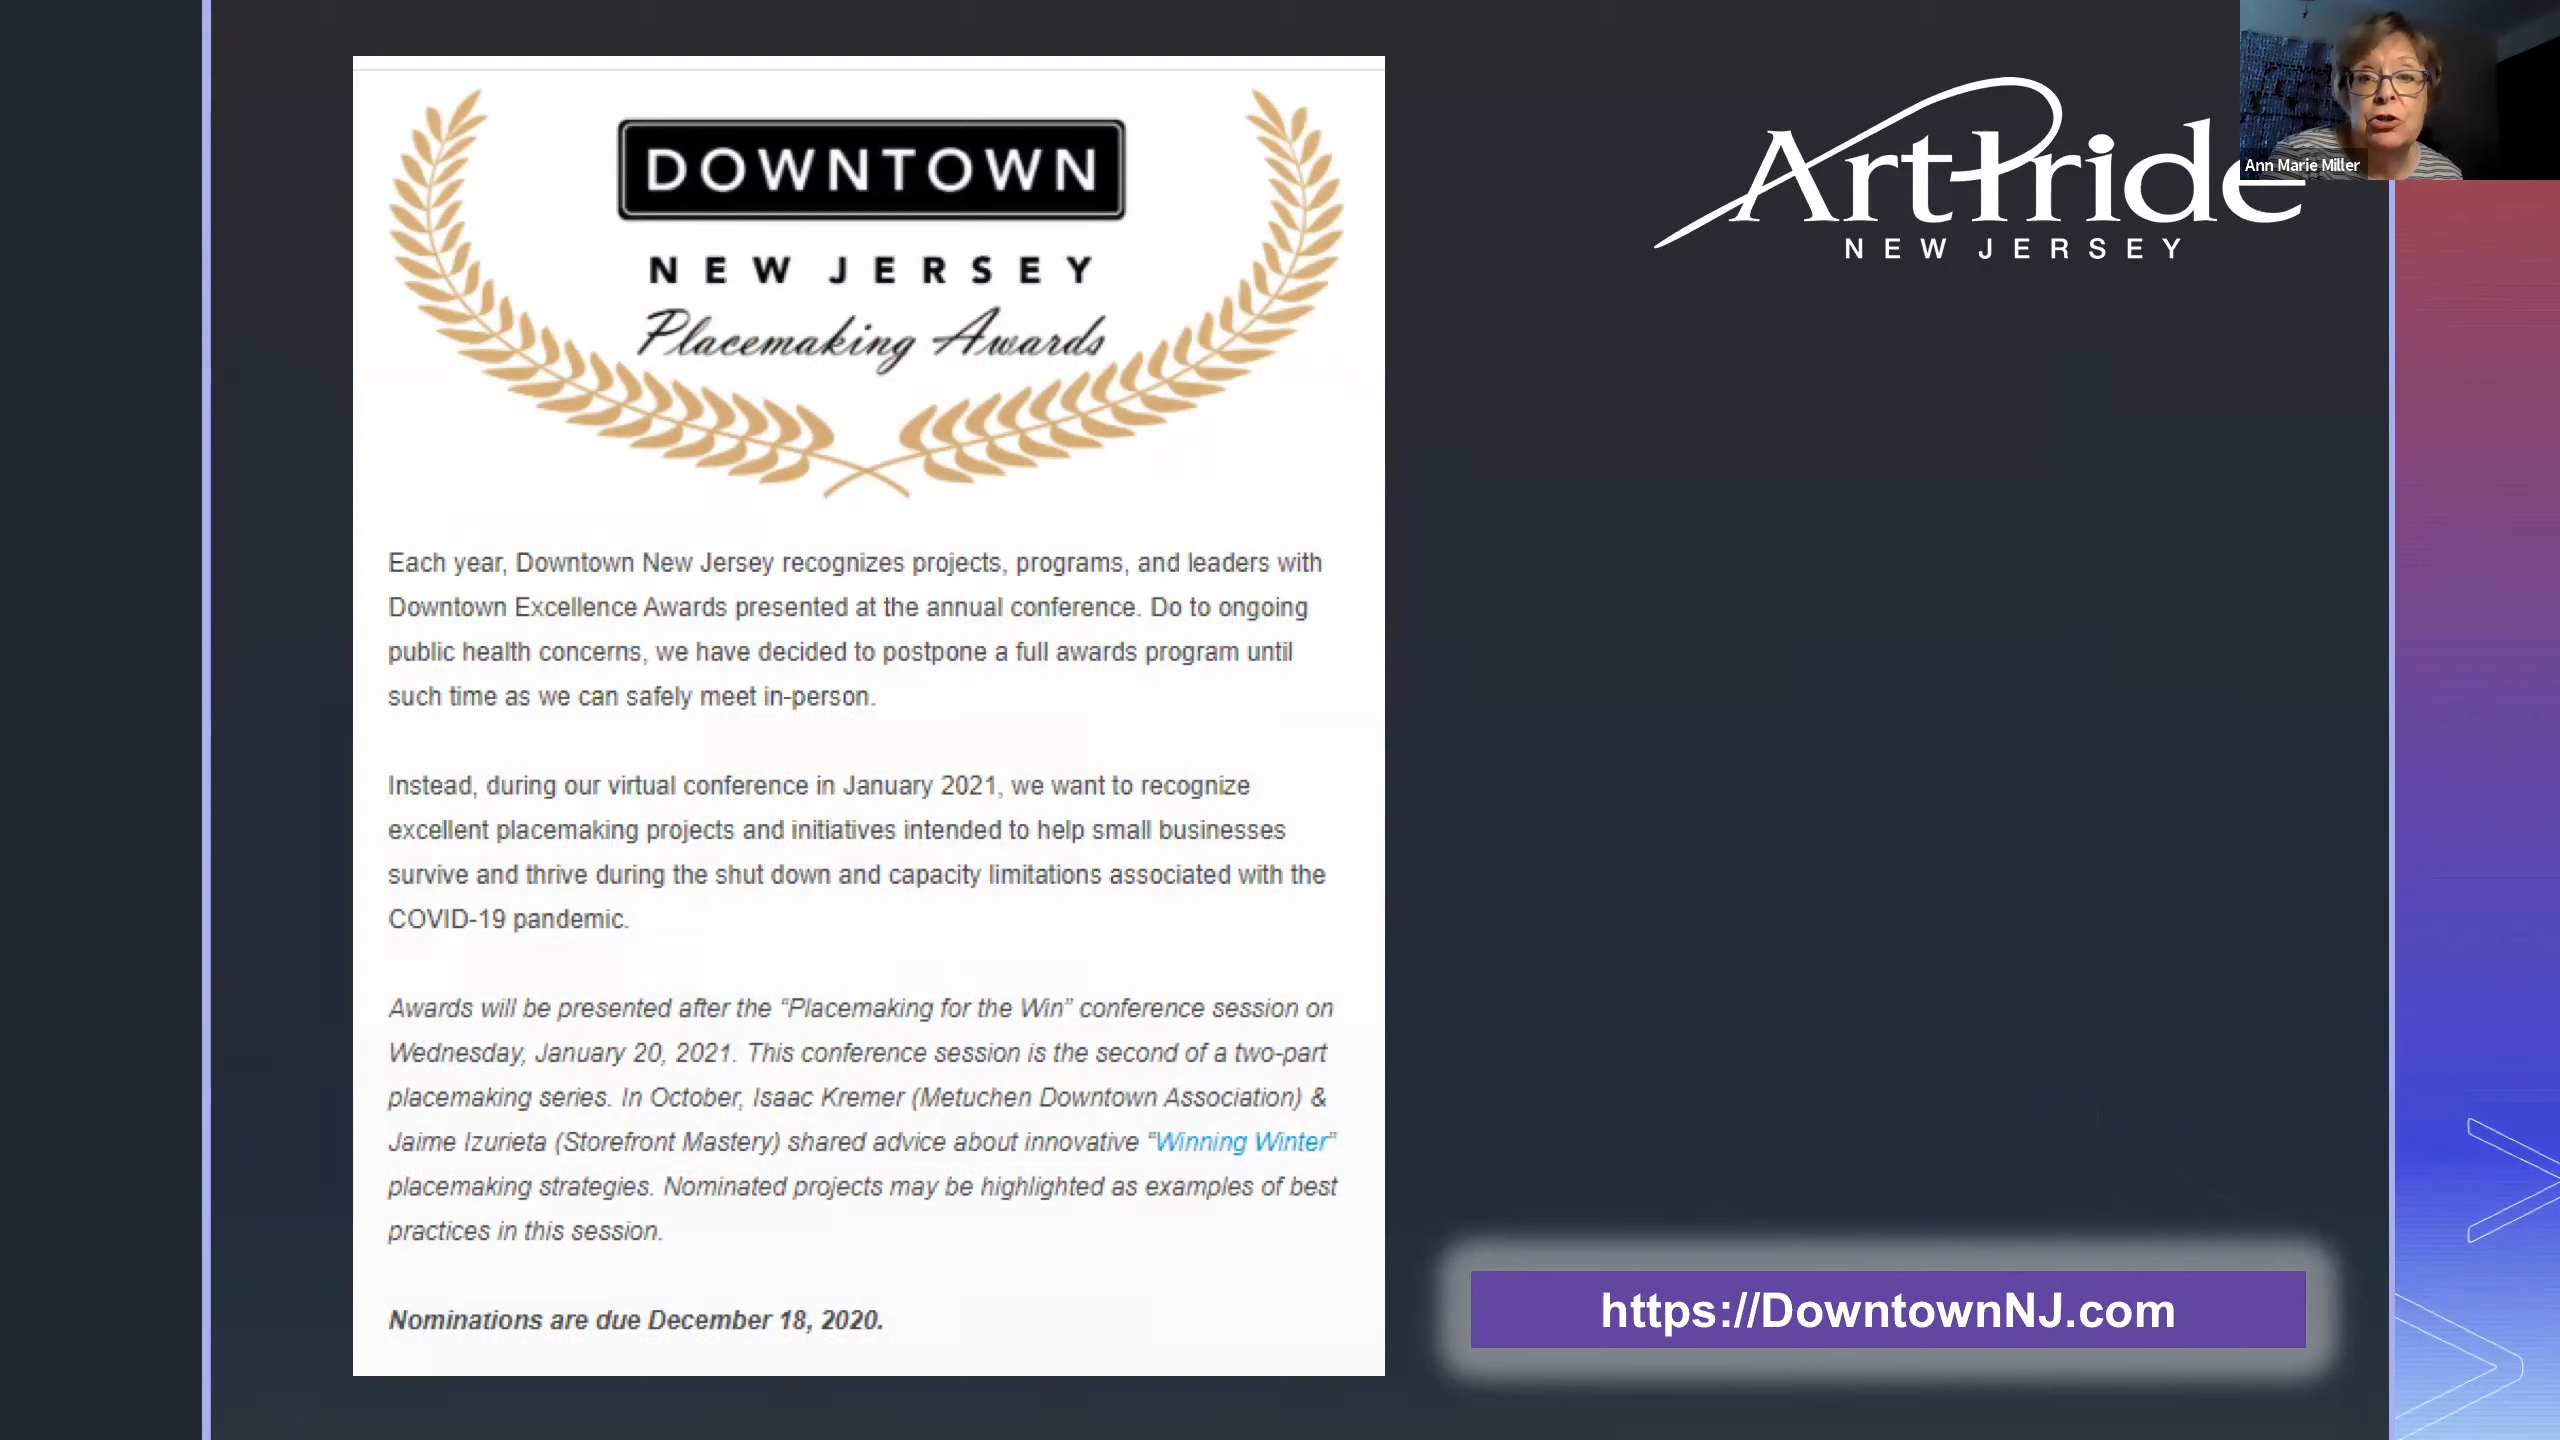 DOWNTOWN
NEW JERSEY
Placemaking Awards
Each year, Downtown New Jersey recognizes projects, programs, and leaders with
Downtown Excellence Awards presented at the annual conference. Do to ongoing
public health concerns, we have decided to postpone a full awards program until
such time as we can safely meet in-person.
Instead, during our virtual conference in January 2021, we want to recognize
excellent placemaking projects and initiatives intended to help small businesses
survive and thrive during the shut down and capacity limitations associated with the
COVID-19 pandemic.
Awards will be presented after the “Placemaking for the Win” conference session on
Wednesday, January 20, 2021. This conference session is the second of a two-part
placemaking series. In October, Isaac Kremer (Metuchen Downtown Association) &
Jaime Izurieta (Storefront Mastery) shared advice about innovative “Winning Winter”
placemaking strategies. Nominated projects may be highlighted as examples of best
practices in this session.
Nominations are due December 18, 2020.
ArtPride
NEW JERSEY
Ann Marie Miller
https://DowntownNJ.com